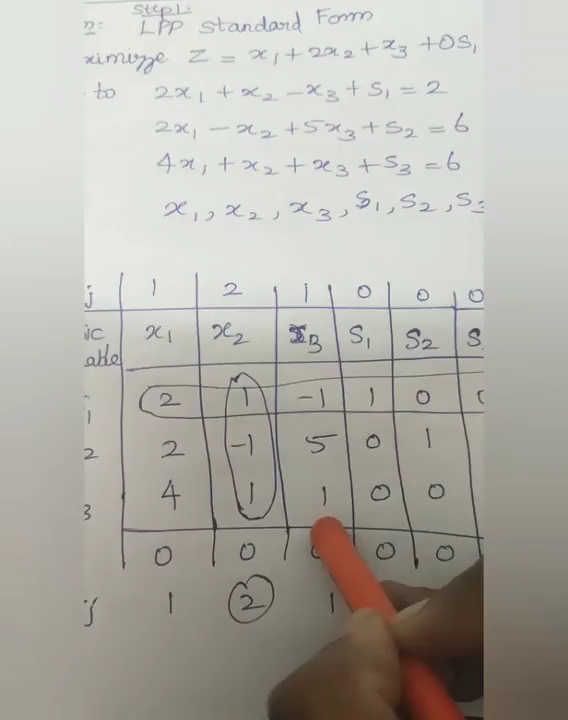 Step1:
n: LPP Standard Form
ximize Z = x₁ + 2x₂ + x₃ + 0S₁
to 2x₁ + x₂ - x₃ + S₁ = 2
2x₁ - x₂ + 5x₃ + S₂ = 6
4x₁ + x₂ + x₃ + S₃ = 6
x₁, x₂, x₃, S₁, S₂, S₃
j 1 2 1 0 0 0
ic able x₁ x₂ x₃ S₁ S₂ S
1 2 1 -1 1 0
2 2 -1 5 0 1
3 4 1 1 0 0
0 0 0 0 0
j 1 2 1